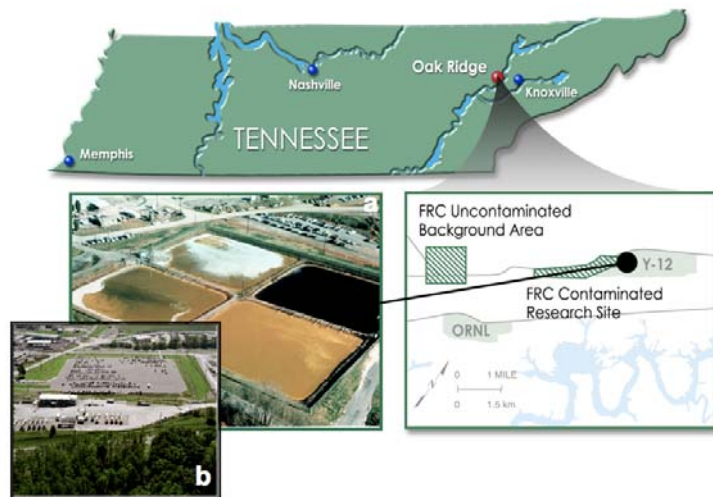 Oak Ridge
Nashville
Knoxville
TENNESSEE
Memphis
a
FRC Uncontaminated
Background Area
Y-12
FRC Contaminated
Research Site
ORNL
0 1 MILE
0 1.5 km
b